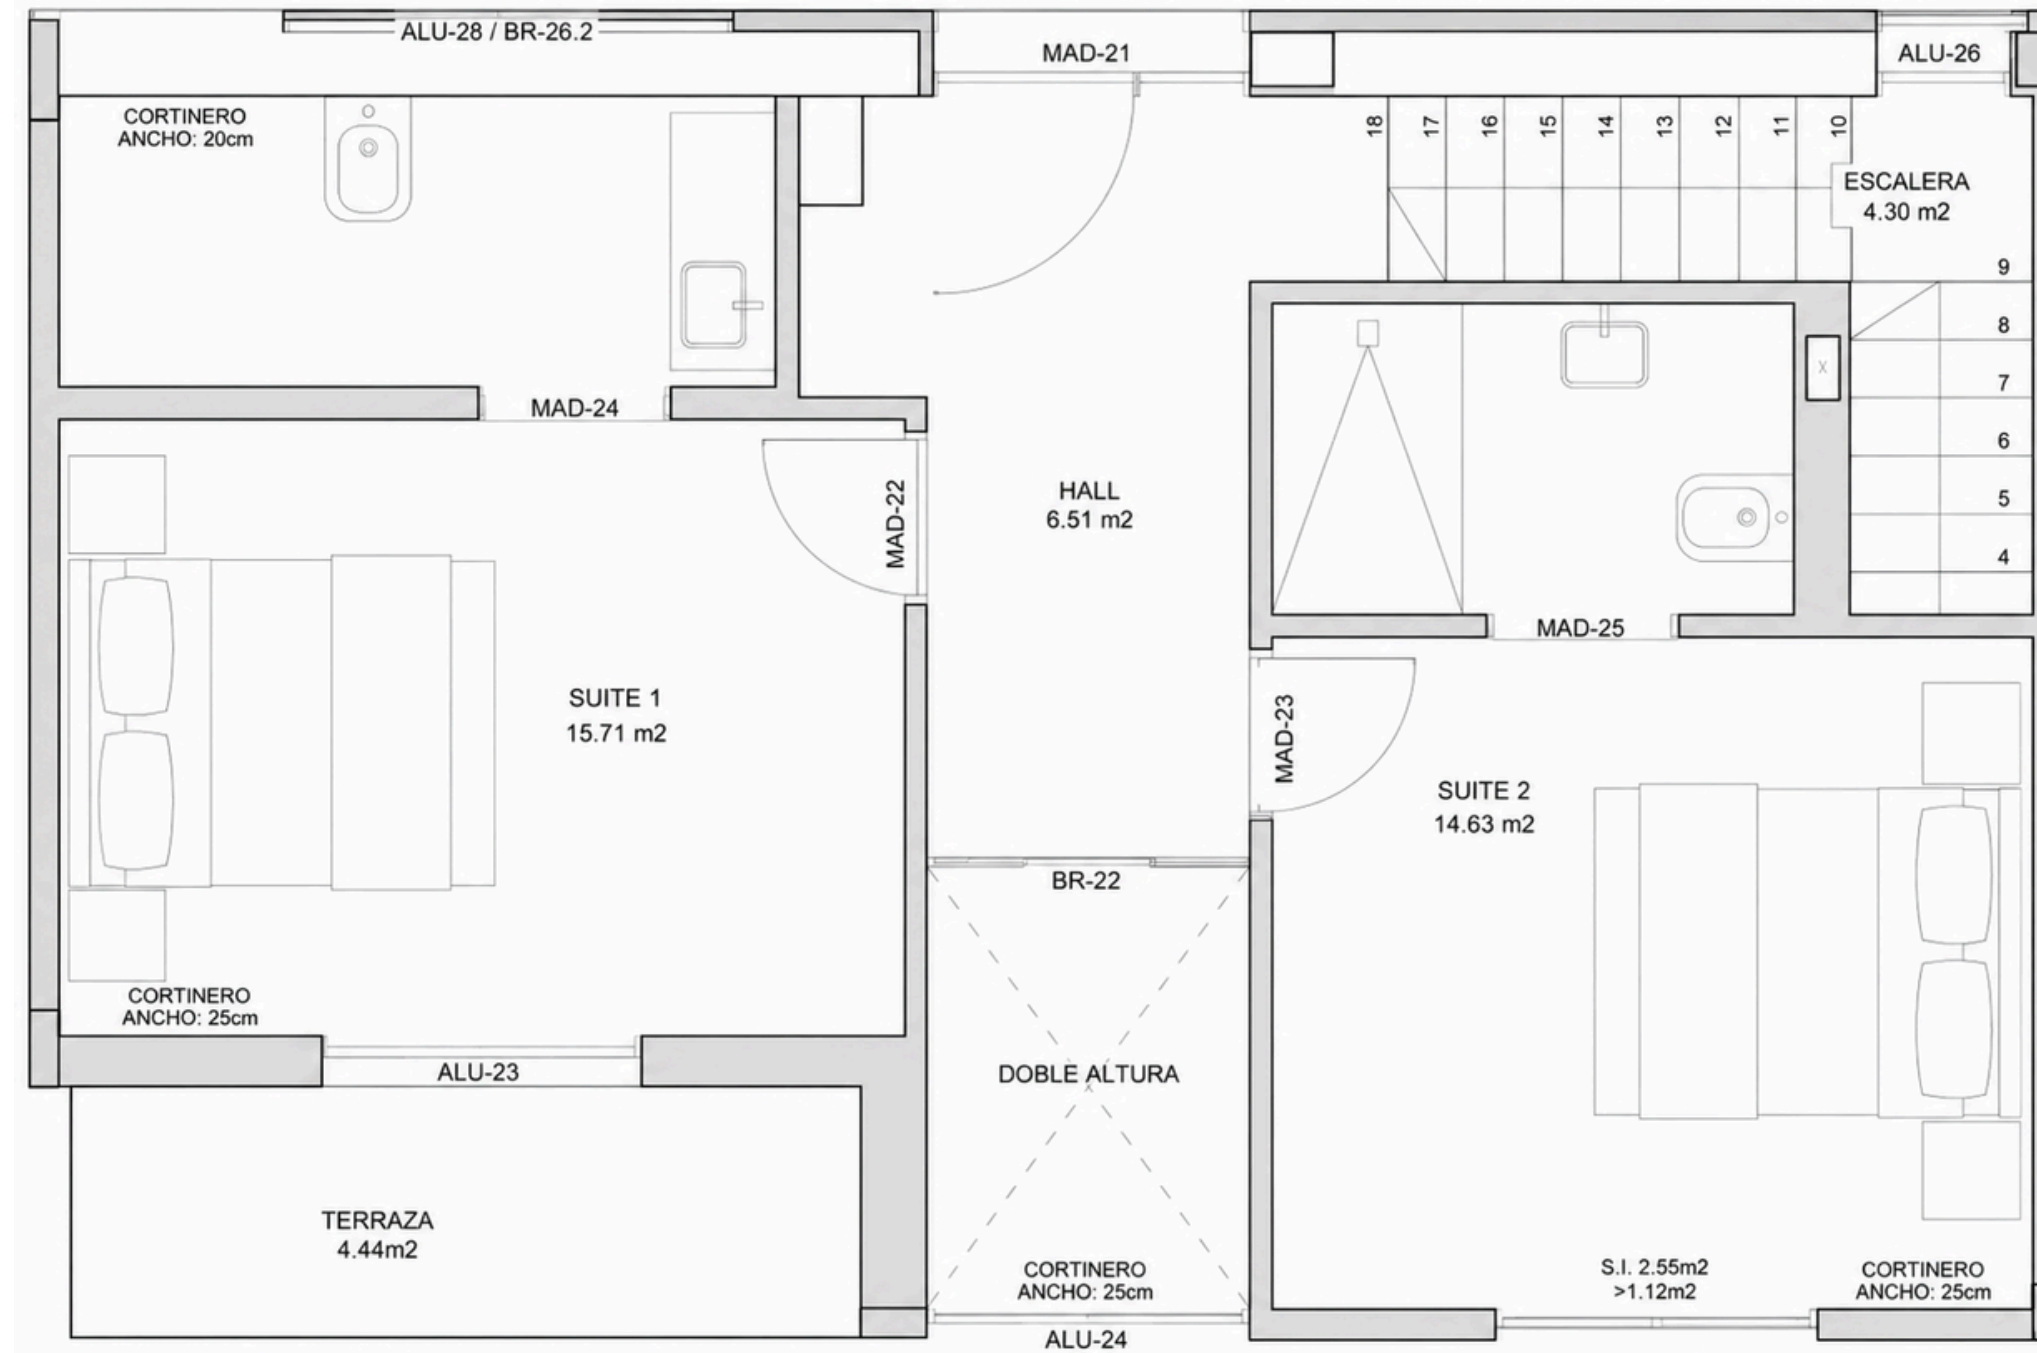 ALU-28 / BR-26.2
MAD-21
ALU-26
CORTINERO
ANCHO: 20cm
18
17
16
15
14
13
12
11
10
ESCALERA
4.30 m2
9
8
7
6
5
4
X
MAD-24
MAD-22
HALL
6.51 m2
MAD-25
SUITE 1
15.71 m2
MAD-23
SUITE 2
14.63 m2
BR-22
CORTINERO
ANCHO: 25cm
ALU-23
DOBLE ALTURA
TERRAZA
4.44m2
CORTINERO
ANCHO: 25cm
ALU-24
S.I. 2.55m2
>1.12m2
CORTINERO
ANCHO: 25cm